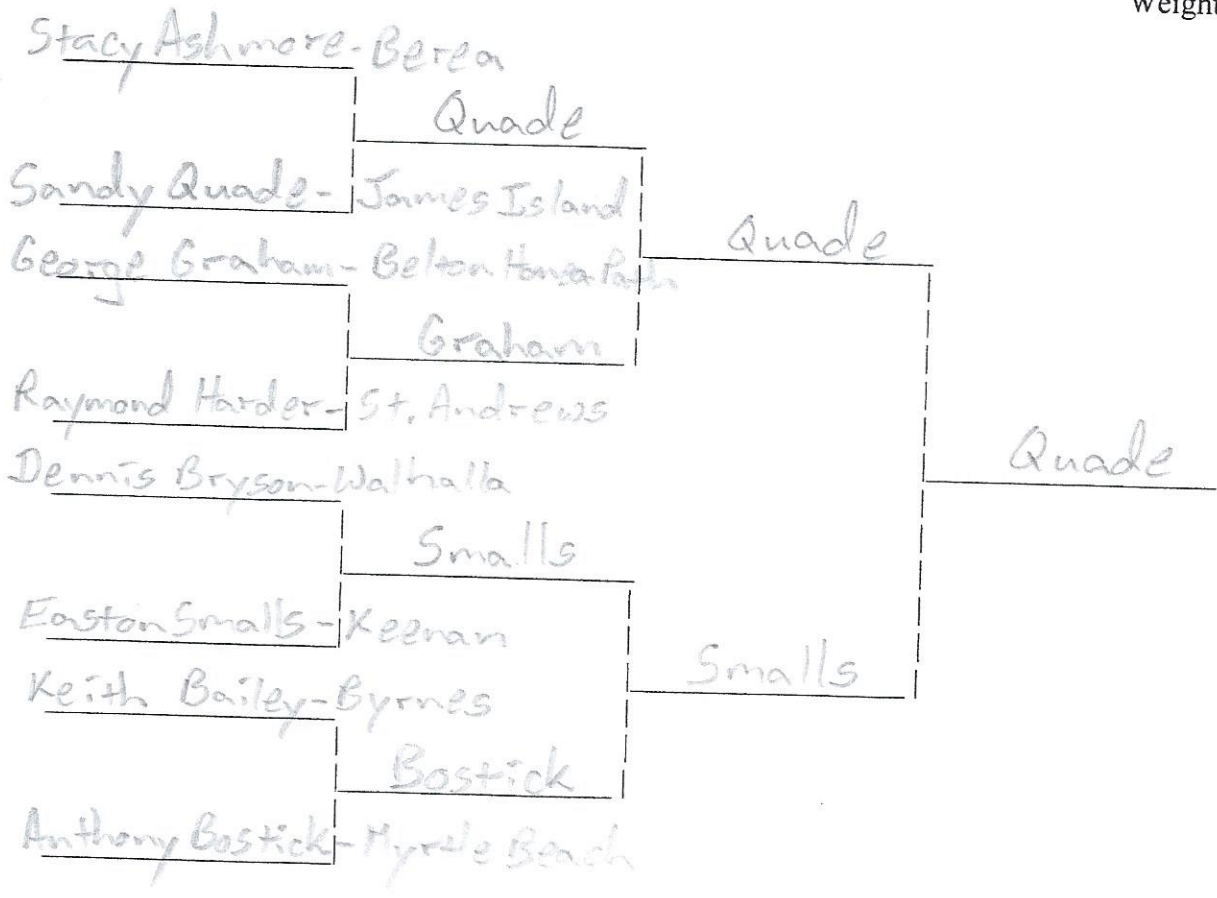 Weight
Stacy Ashmore-Berea
Quade
Sandy Quade-James Island
Quade
George Graham-Belton Honea Path
Graham
Raymond Harder-St. Andrews
Quade
Dennis Bryson-Walhalla
Smalls
Easton Smalls-Keenan
Smalls
Keith Bailey-Byrnes
Bostick
Anthony Bostick-Myrtle Beach